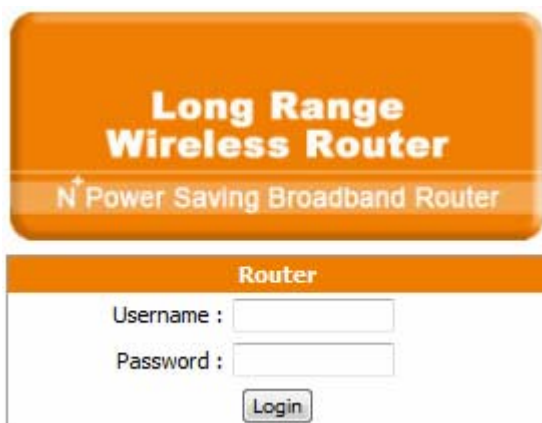 Long Range
Wireless Router
N+ Power Saving Broadband Router
Router
Username :
Password :
Login